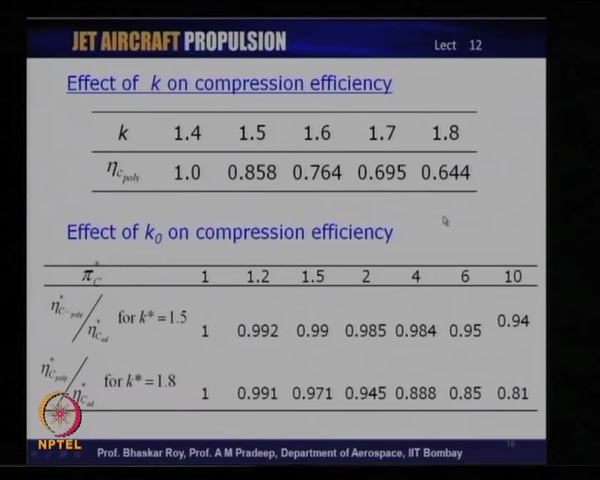 JET AIRCRAFT PROPULSION Lect 12
Effect of k on compression efficiency
k 1.4 1.5 1.6 1.7 1.8
ηc poly 1.0 0.858 0.764 0.695 0.644
Effect of k0 on compression efficiency
π*C 1 1.2 1.5 2 4 6 10
η*C-poly / η*C ad for k* = 1.5 1 0.992 0.99 0.985 0.984 0.95 0.94
η*C poly / η*C ad for k* = 1.8 1 0.991 0.971 0.945 0.888 0.85 0.81
NPTEL
Prof. Bhaskar Roy, Prof. A M Pradeep, Department of Aerospace, IIT Bombay
16